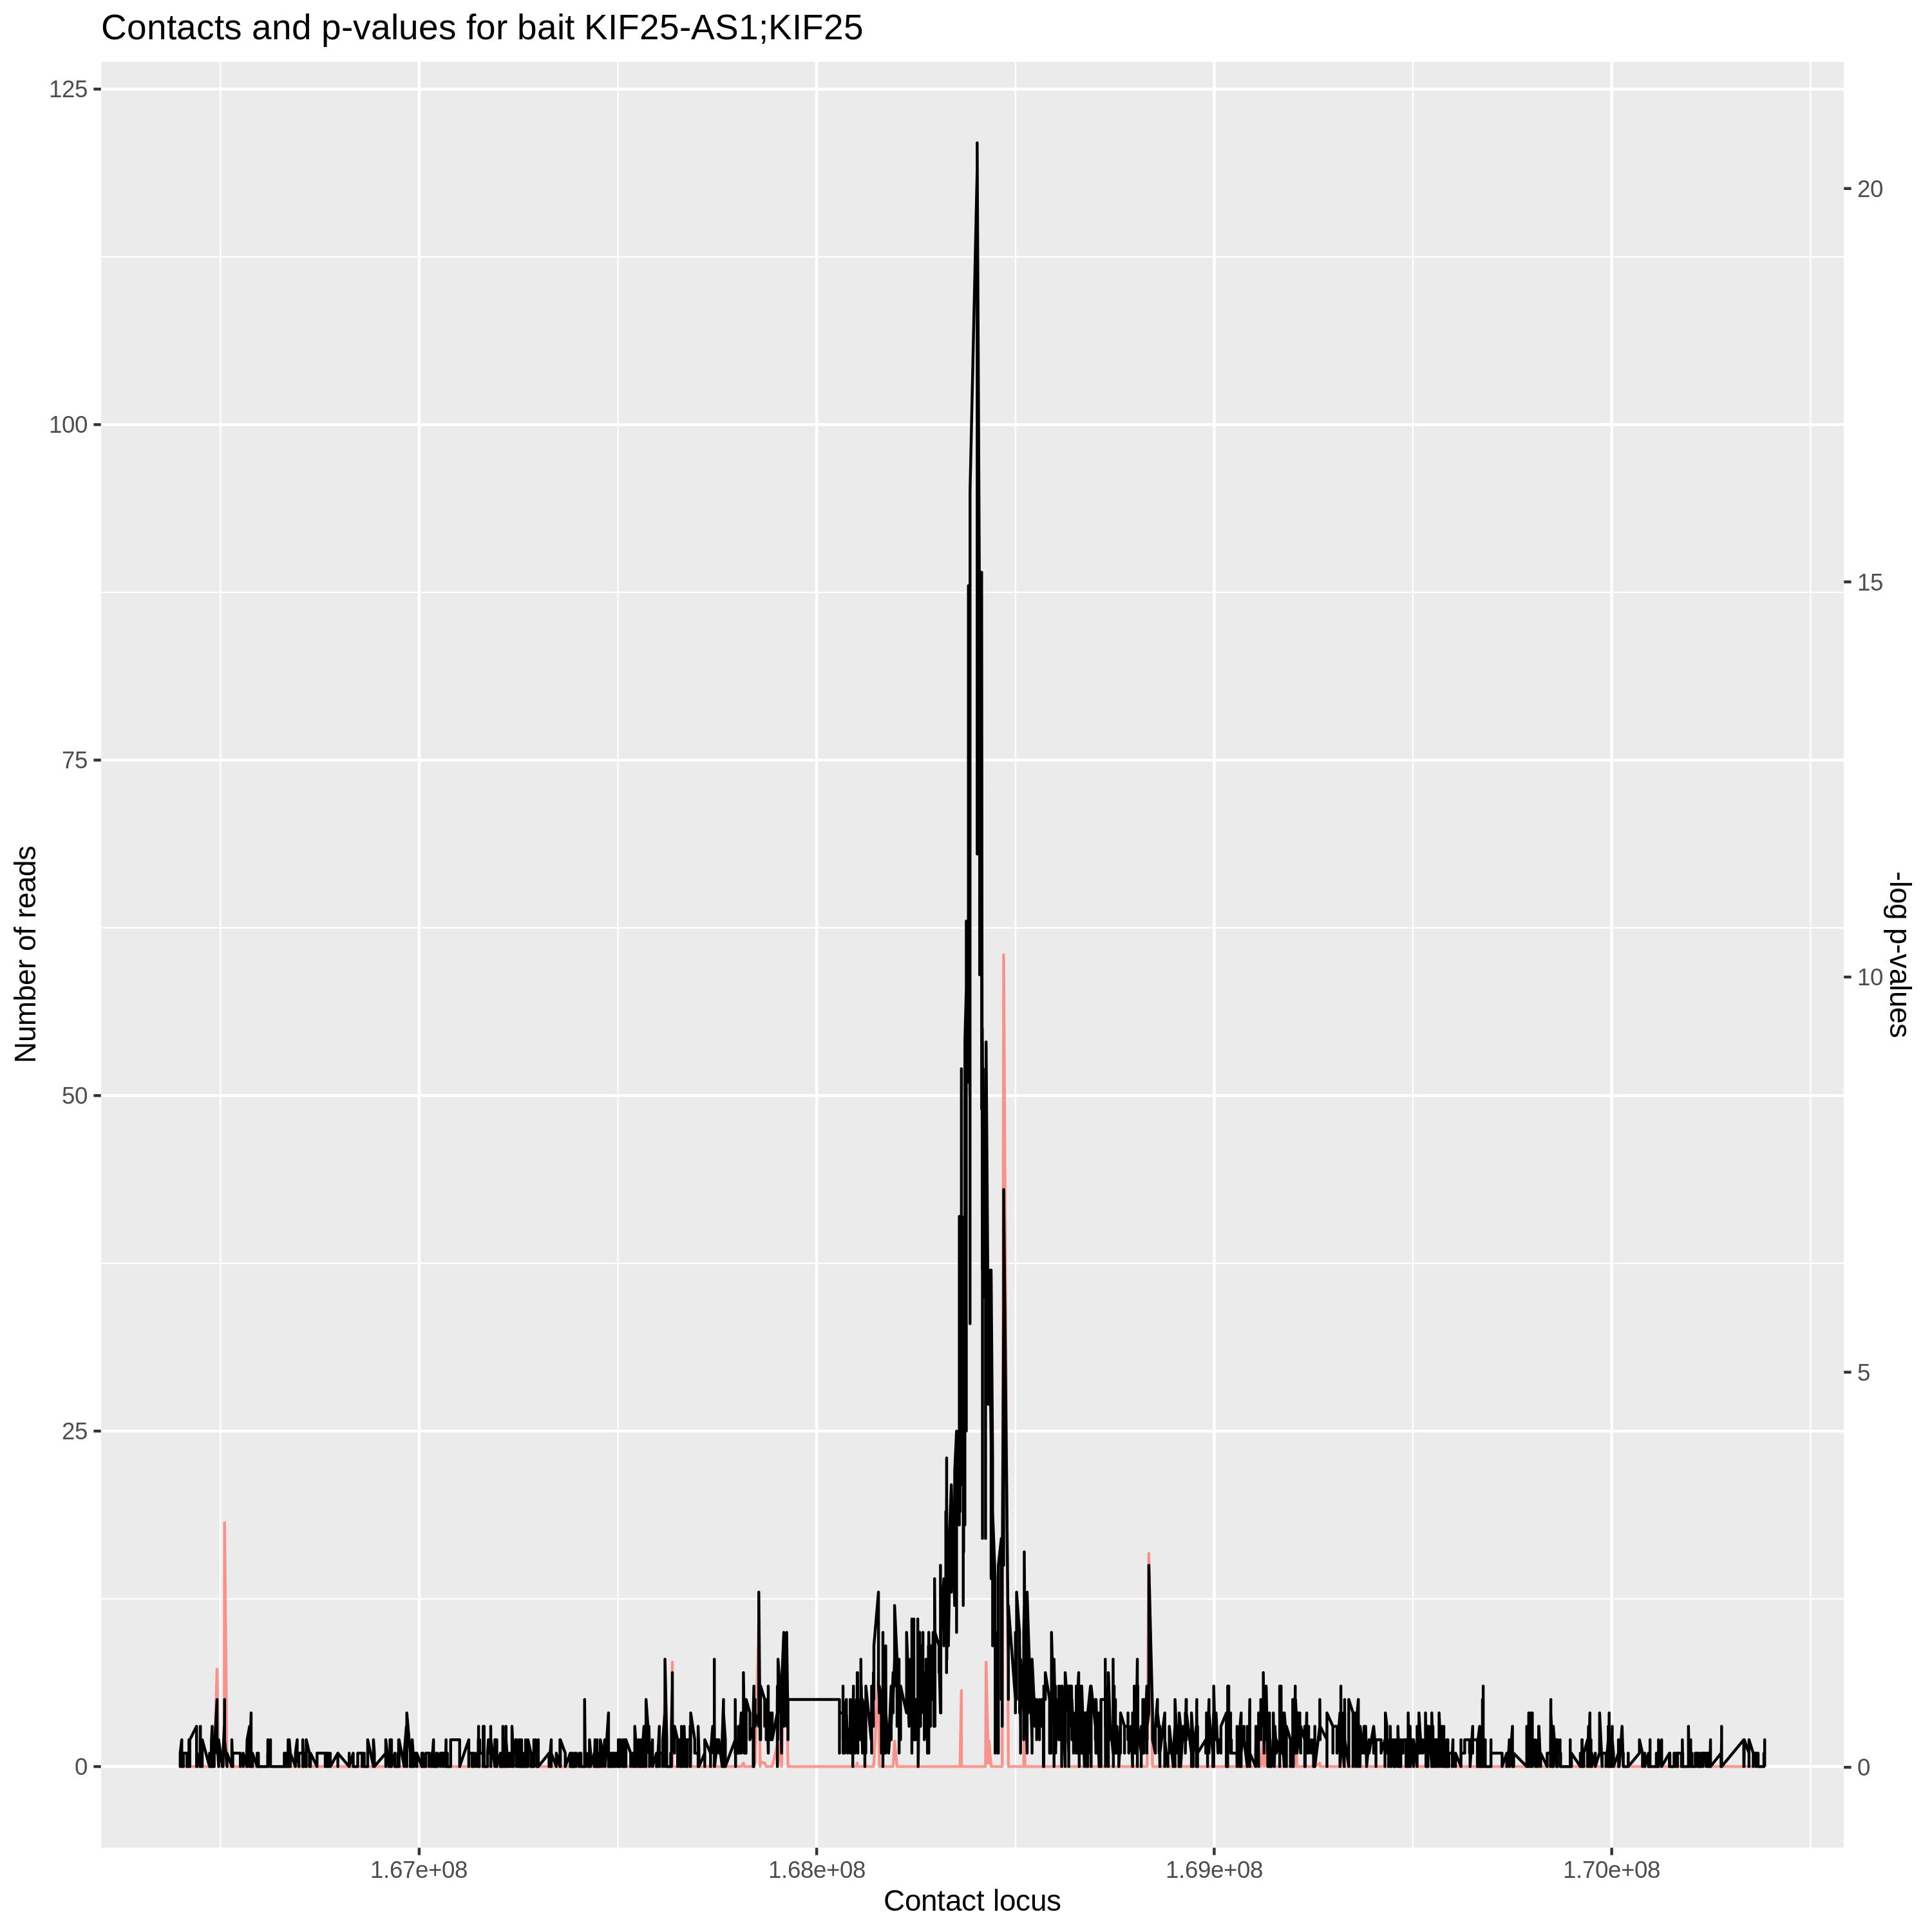 Contacts and p-values for bait KIF25-AS1;KIF25
125
100
75
50
25
0
Number of reads
20
15
10
5
0
-log p-values
1.67e+08 1.68e+08 1.69e+08 1.70e+08
Contact locus